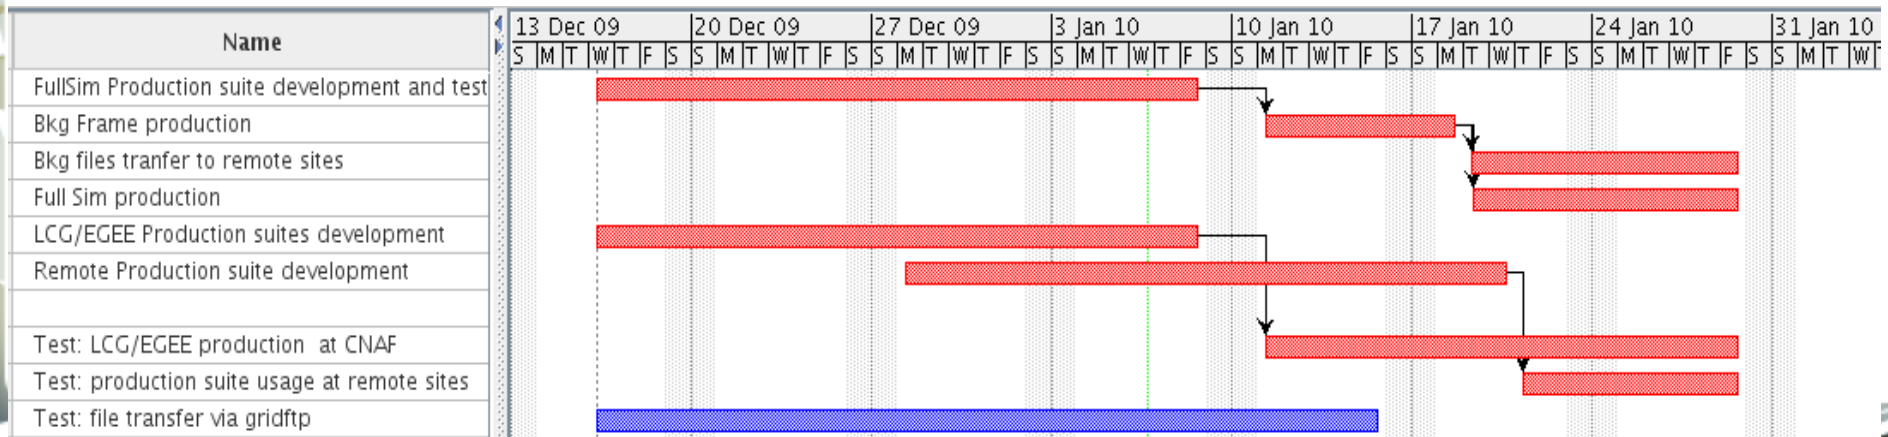 Name
13 Dec 09 20 Dec 09 27 Dec 09 3 Jan 10 10 Jan 10 17 Jan 10 24 Jan 10 31 Jan 10
S M T W T F S S M T W T F S S M T W T F S S M T W T F S S M T W T F S S M T W T F S S M T W T F S S M T W
FullSim Production suite development and test
Bkg Frame production
Bkg files tranfer to remote sites
Full Sim production
LCG/EGEE Production suites development
Remote Production suite development
Test: LCG/EGEE production at CNAF
Test: production suite usage at remote sites
Test: file transfer via gridftp